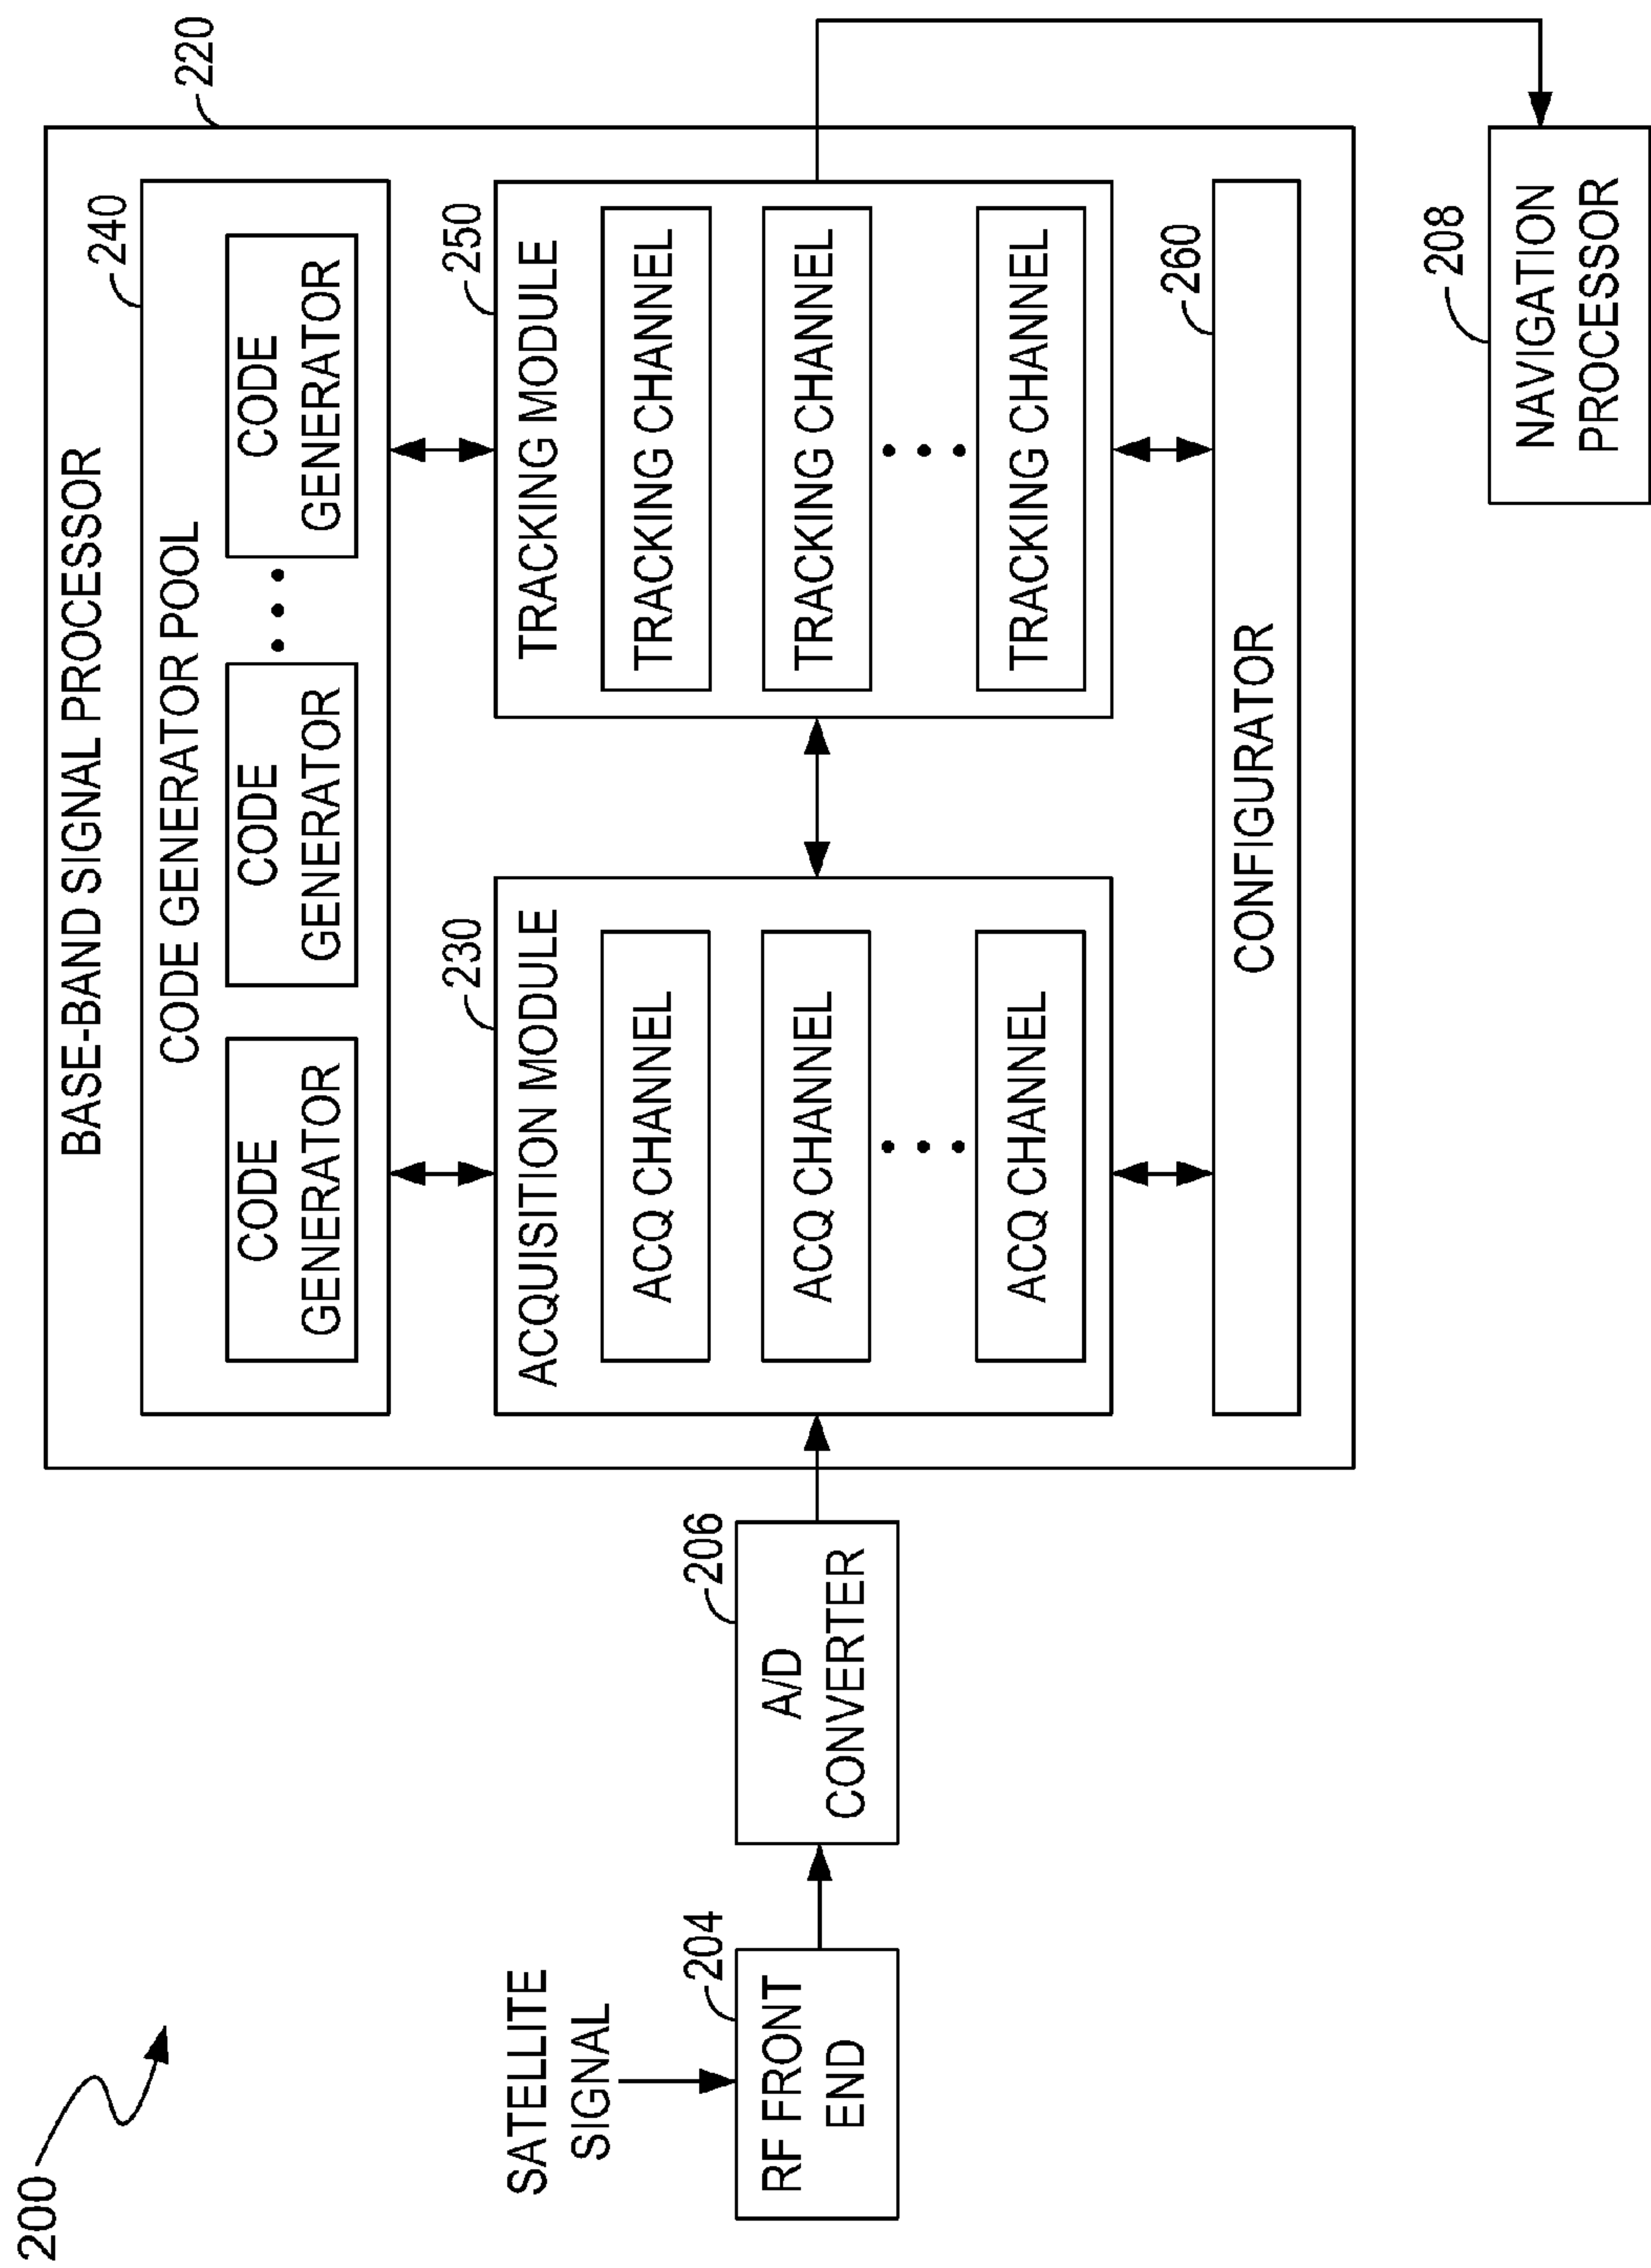 200
SATELLITE
SIGNAL
204
RF FRONT
END
206
A/D
CONVERTER
220
BASE-BAND SIGNAL PROCESSOR
240
CODE GENERATOR POOL
CODE
GENERATOR
CODE
GENERATOR
CODE
GENERATOR
230
ACQUISITION MODULE
ACQ CHANNEL
ACQ CHANNEL
ACQ CHANNEL
250
TRACKING MODULE
TRACKING CHANNEL
TRACKING CHANNEL
TRACKING CHANNEL
260
CONFIGURATOR
208
NAVIGATION
PROCESSOR